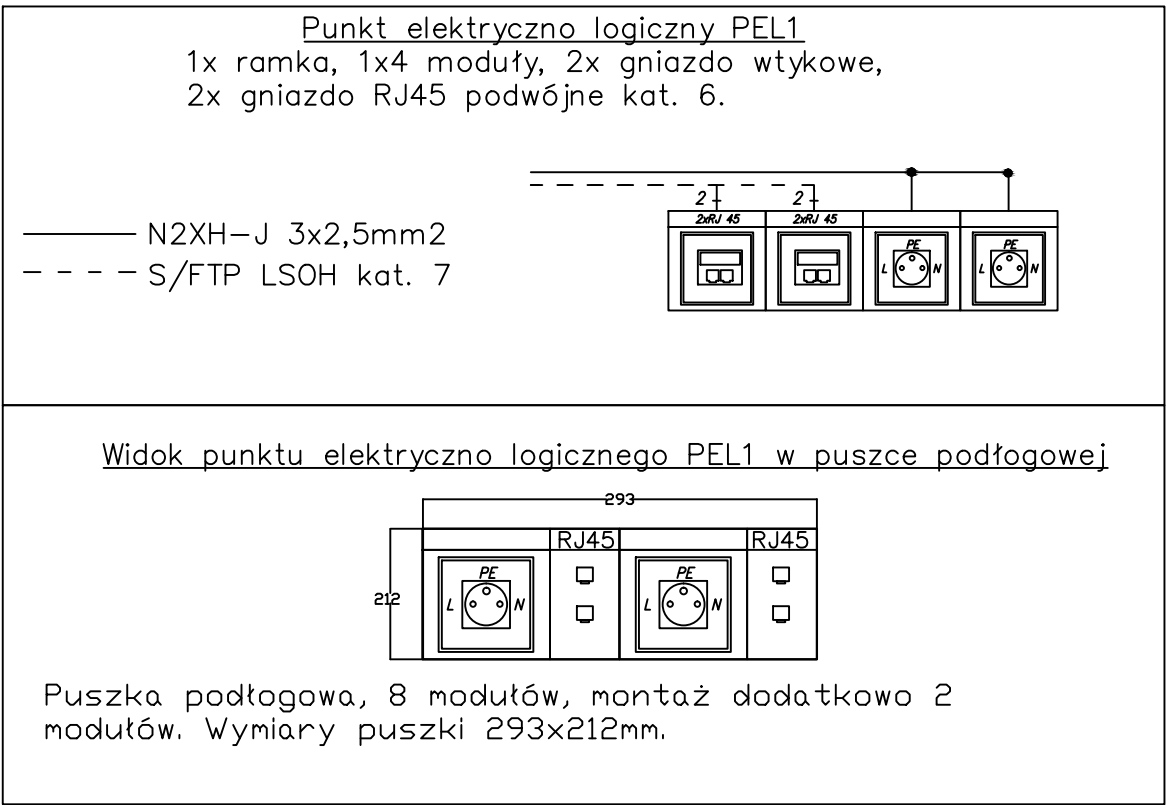 Punkt elektryczno logiczny PEL1
1x ramka, 1x4 moduły, 2x gniazdo wtykowe,
2x gniazdo RJ45 podwójne kat. 6.
2 2
2xRJ 45 2xRJ 45
N2XH-J 3x2,5mm2
S/FTP LSOH kat. 7
PE PE
L N L N
Widok punktu elektryczno logicznego PEL1 w puszce podłogowej
293
RJ45 RJ45
PE PE
212
L N L N
Puszka podłogowa, 8 modułów, montaż dodatkowo 2
modułów. Wymiary puszki 293x212mm.